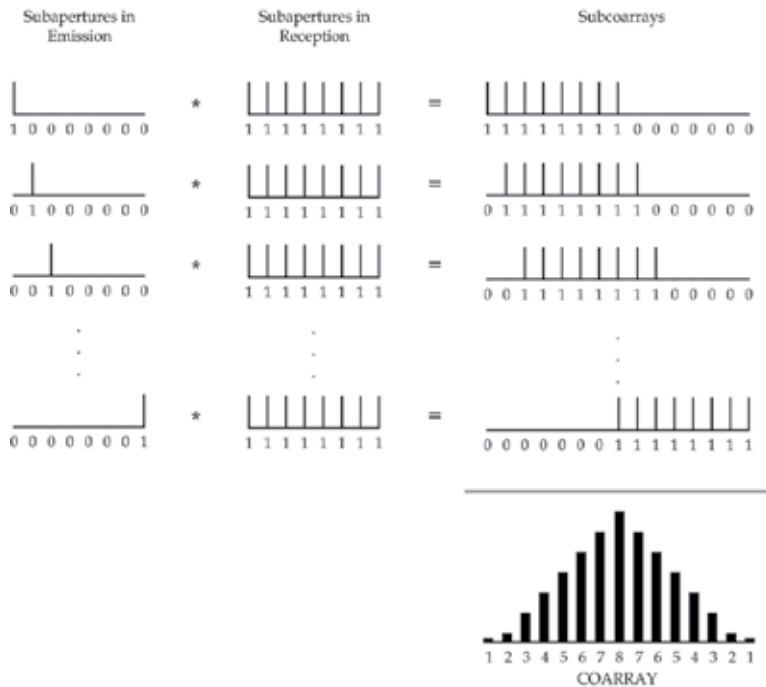 Subapertures in
Emission
Subapertures in
Reception
Subcoarrays
* =
1 0 0 0 0 0 0 0 1 1 1 1 1 1 1 1 1 1 1 1 1 1 1 1 0 0 0 0 0 0 0
* =
0 1 0 0 0 0 0 0 1 1 1 1 1 1 1 1 0 1 1 1 1 1 1 1 1 0 0 0 0 0 0
* =
0 0 1 0 0 0 0 0 1 1 1 1 1 1 1 1 0 0 1 1 1 1 1 1 1 1 0 0 0 0 0
* =
0 0 0 0 0 0 0 1 1 1 1 1 1 1 1 1 0 0 0 0 0 0 0 1 1 1 1 1 1 1 1
1 2 3 4 5 6 7 8 7 6 5 4 3 2 1
COARRAY